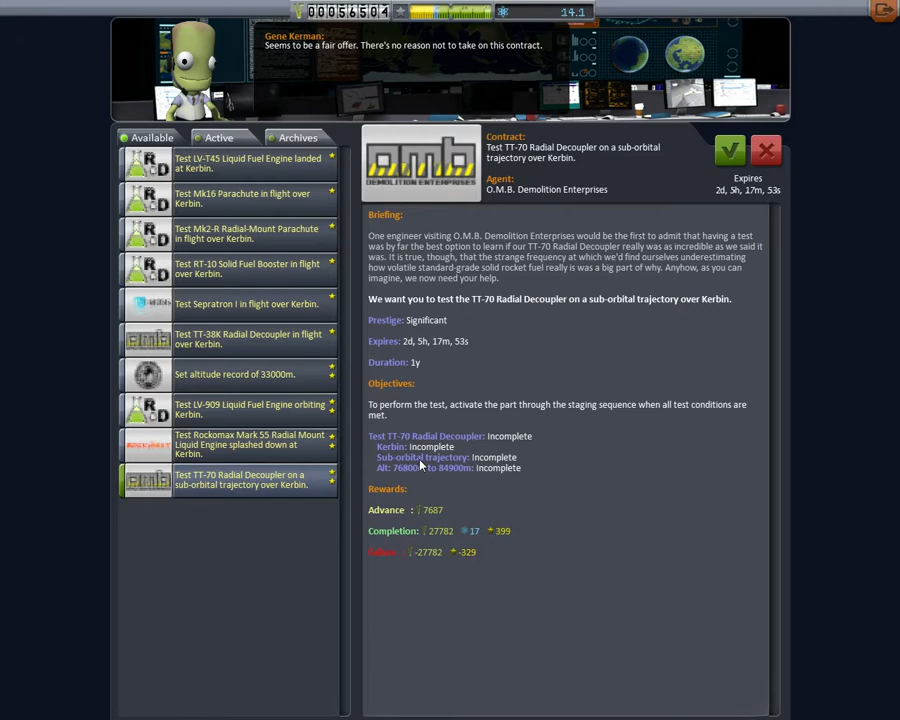 00056504
14.1
Gene Kerman:
Seems to be a fair offer. There's no reason not to take on this contract.
Available
Active
Archives
Test LV-T45 Liquid Fuel Engine landed
at Kerbin.
Test Mk16 Parachute in flight over
Kerbin.
Test Mk2-R Radial-Mount Parachute
in flight over Kerbin.
Test RT-10 Solid Fuel Booster in flight
over Kerbin.
Test Sepratron I in flight over Kerbin.
Test TT-38K Radial Decoupler in flight
over Kerbin.
Set altitude record of 33000m.
Test LV-909 Liquid Fuel Engine orbiting
Kerbin.
Test Rockomax Mark 55 Radial Mount
Liquid Engine splashed down at
Kerbin.
Test TT-70 Radial Decoupler on a
sub-orbital trajectory over Kerbin.
omb
DEMOLITION ENTERPRISES
Contract:
Test TT-70 Radial Decoupler on a sub-orbital
trajectory over Kerbin.
Agent:
O.M.B. Demolition Enterprises
Expires
2d, 5h, 17m, 53s
Briefing:
One engineer visiting O.M.B. Demolition Enterprises would be the first to admit that having a test
was by far the best option to learn if our TT-70 Radial Decoupler really was as incredible as we said it
was. It is true, though, that the strange frequency at which we'd find ourselves underestimating
how volatile standard-grade solid rocket fuel really is was a big part of why. Anyhow, as you can
imagine, we now need your help.
We want you to test the TT-70 Radial Decoupler on a sub-orbital trajectory over Kerbin.
Prestige: Significant
Expires: 2d, 5h, 17m, 53s
Duration: 1y
Objectives:
To perform the test, activate the part through the staging sequence when all test conditions are
met.
Test TT-70 Radial Decoupler: Incomplete
Kerbin: Incomplete
Sub-orbital trajectory: Incomplete
Alt: 76800m to 84900m: Incomplete
Rewards:
Advance : 7687
Completion: 27782 17 399
Failure : -27782 -329